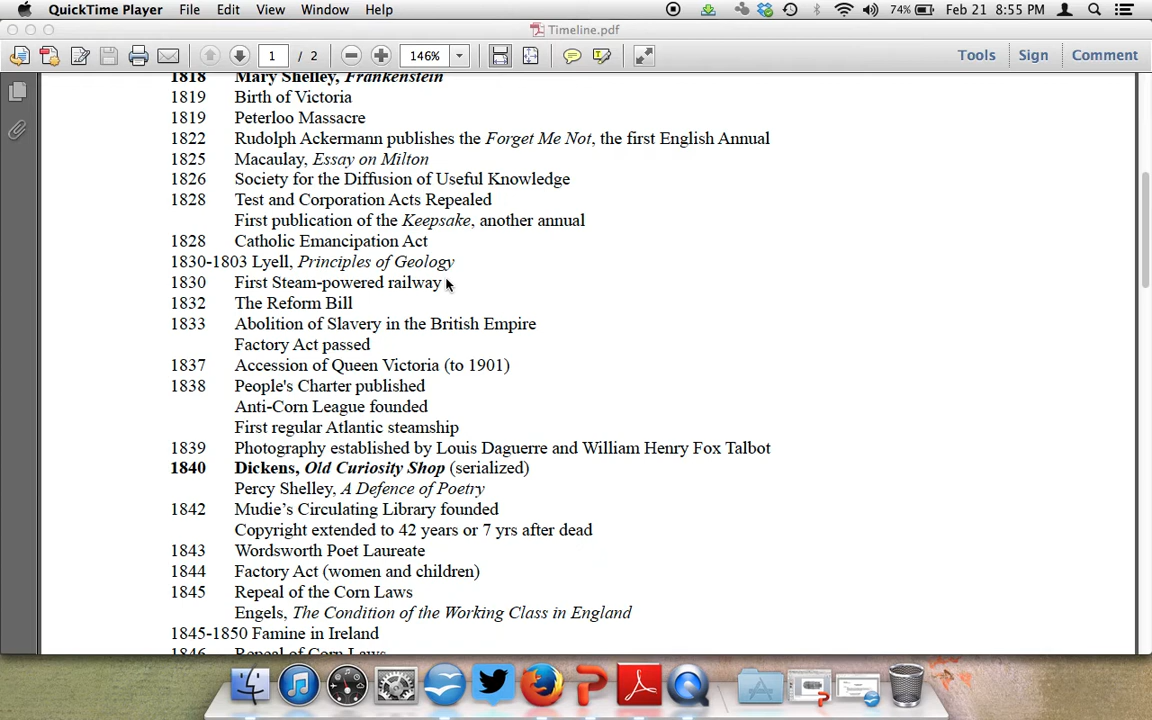 QuickTime Player File Edit View Window Help 74% Feb 21 8:55 PM
Timeline.pdf
1 / 2 146% Tools Sign Comment
1818 Mary Shelley, Frankenstein
1819 Birth of Victoria
1819 Peterloo Massacre
1822 Rudolph Ackermann publishes the Forget Me Not, the first English Annual
1825 Macaulay, Essay on Milton
1826 Society for the Diffusion of Useful Knowledge
1828 Test and Corporation Acts Repealed
First publication of the Keepsake, another annual
1828 Catholic Emancipation Act
1830-1803 Lyell, Principles of Geology
1830 First Steam-powered railway
1832 The Reform Bill
1833 Abolition of Slavery in the British Empire
Factory Act passed
1837 Accession of Queen Victoria (to 1901)
1838 People's Charter published
Anti-Corn League founded
First regular Atlantic steamship
1839 Photography established by Louis Daguerre and William Henry Fox Talbot
1840 Dickens, Old Curiosity Shop (serialized)
Percy Shelley, A Defence of Poetry
1842 Mudie’s Circulating Library founded
Copyright extended to 42 years or 7 yrs after dead
1843 Wordsworth Poet Laureate
1844 Factory Act (women and children)
1845 Repeal of the Corn Laws
Engels, The Condition of the Working Class in England
1845-1850 Famine in Ireland
1846 Repeal of Corn Laws